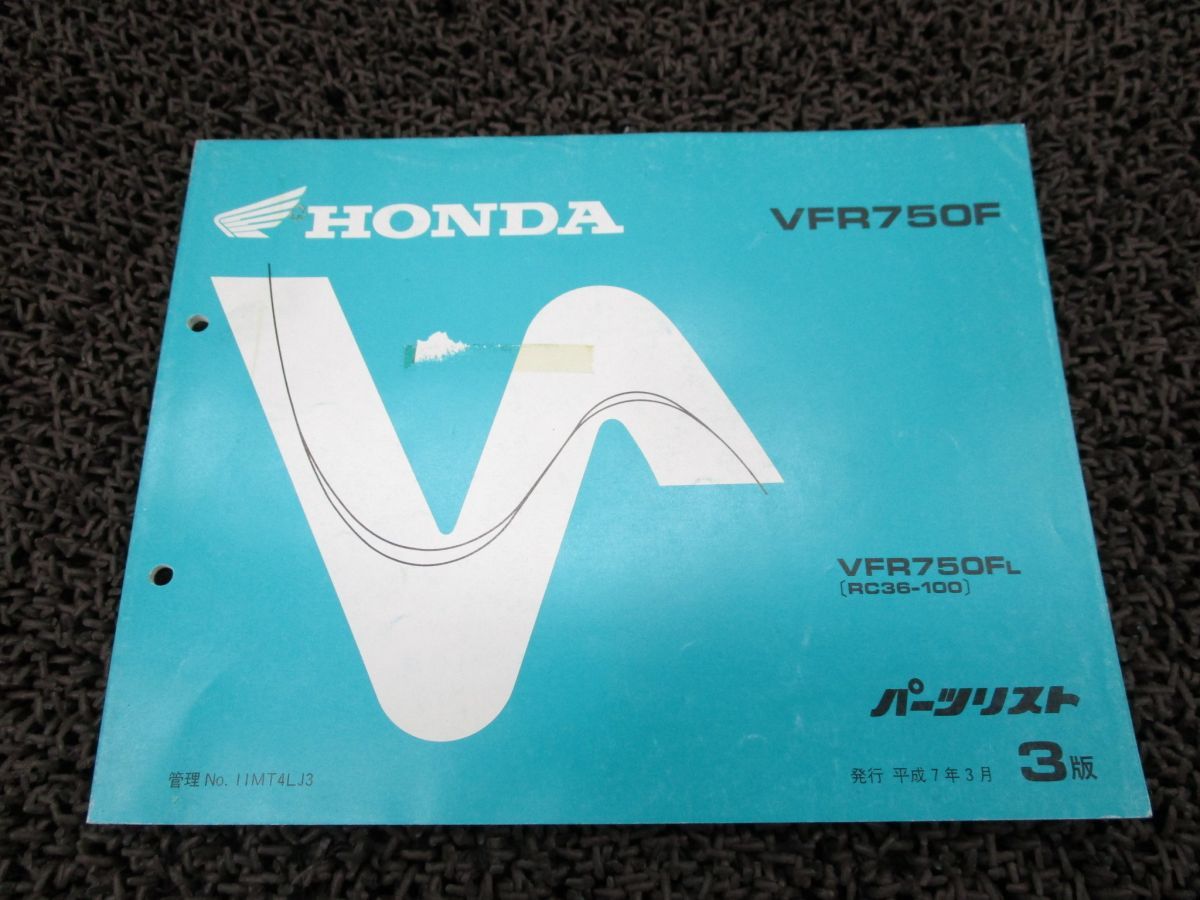 HONDA
VFR750F
VFR750FL
〔RC36-100〕
パーツリスト
管理 No. 11MT4LJ3
発行 平成7年3月 3版